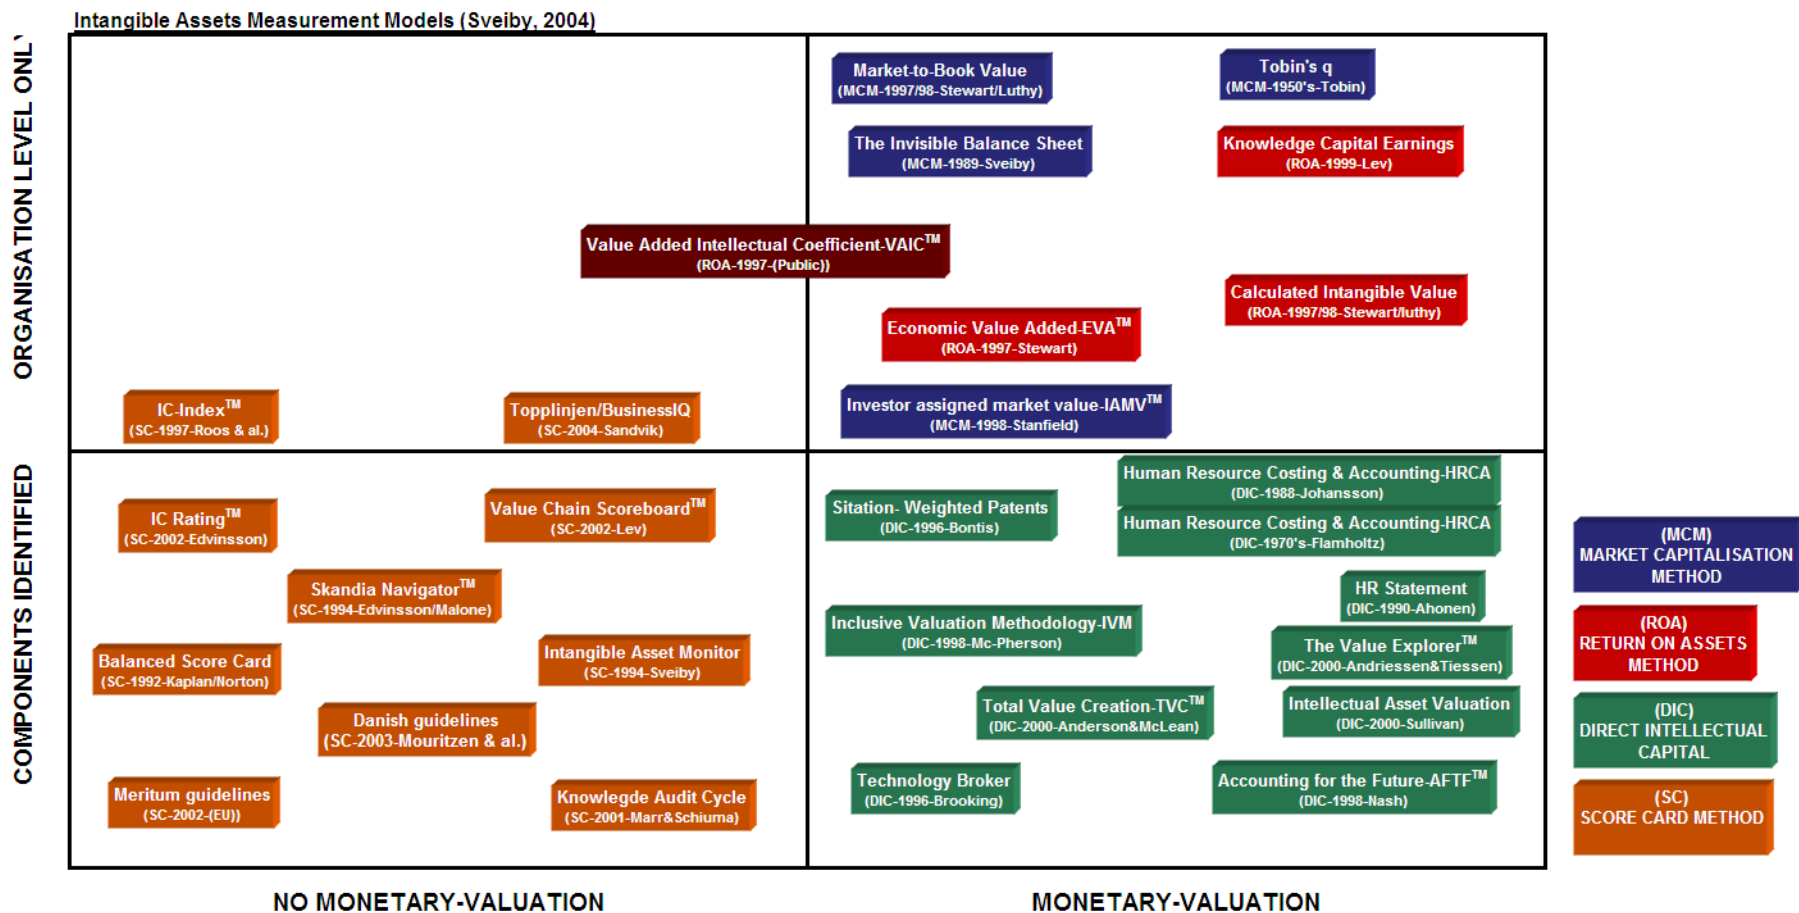 Intangible Assets Measurement Models (Sveiby, 2004)
ORGANISATION LEVEL ONLY
Market-to-Book Value
(MCM-1997/98-Stewart/Luthy)
Tobin's q
(MCM-1950's-Tobin)
The Invisible Balance Sheet
(MCM-1989-Sveiby)
Knowledge Capital Earnings
(ROA-1999-Lev)
Value Added Intellectual Coefficient-VAIC™
(ROA-1997-(Public))
Calculated Intangible Value
(ROA-1997/98-Stewart/luthy)
Economic Value Added-EVA™
(ROA-1997-Stewart)
IC-Index™
(SC-1997-Roos & al.)
Topplinjen/BusinessIQ
(SC-2004-Sandvik)
Investor assigned market value-IAMV™
(MCM-1998-Stanfield)
COMPONENTS IDENTIFIED
IC Rating™
(SC-2002-Edvinsson)
Value Chain Scoreboard™
(SC-2002-Lev)
Skandia Navigator™
(SC-1994-Edvinsson/Malone)
Balanced Score Card
(SC-1992-Kaplan/Norton)
Intangible Asset Monitor
(SC-1994-Sveiby)
Danish guidelines
(SC-2003-Mouritzen & al.)
Meritum guidelines
(SC-2002-(EU))
Knowlegde Audit Cycle
(SC-2001-Marr&Schiuma)
Sitation- Weighted Patents
(DIC-1996-Bontis)
Human Resource Costing & Accounting-HRCA
(DIC-1988-Johansson)
Human Resource Costing & Accounting-HRCA
(DIC-1970's-Flamholtz)
HR Statement
(DIC-1990-Ahonen)
Inclusive Valuation Methodology-IVM
(DIC-1998-Mc-Pherson)
The Value Explorer™
(DIC-2000-Andriessen&Tiessen)
Total Value Creation-TVC™
(DIC-2000-Anderson&McLean)
Intellectual Asset Valuation
(DIC-2000-Sullivan)
Technology Broker
(DIC-1996-Brooking)
Accounting for the Future-AFTF™
(DIC-1998-Nash)
(MCM)
MARKET CAPITALISATION
METHOD
(ROA)
RETURN ON ASSETS
METHOD
(DIC)
DIRECT INTELLECTUAL
CAPITAL
(SC)
SCORE CARD METHOD
NO MONETARY-VALUATION
MONETARY-VALUATION